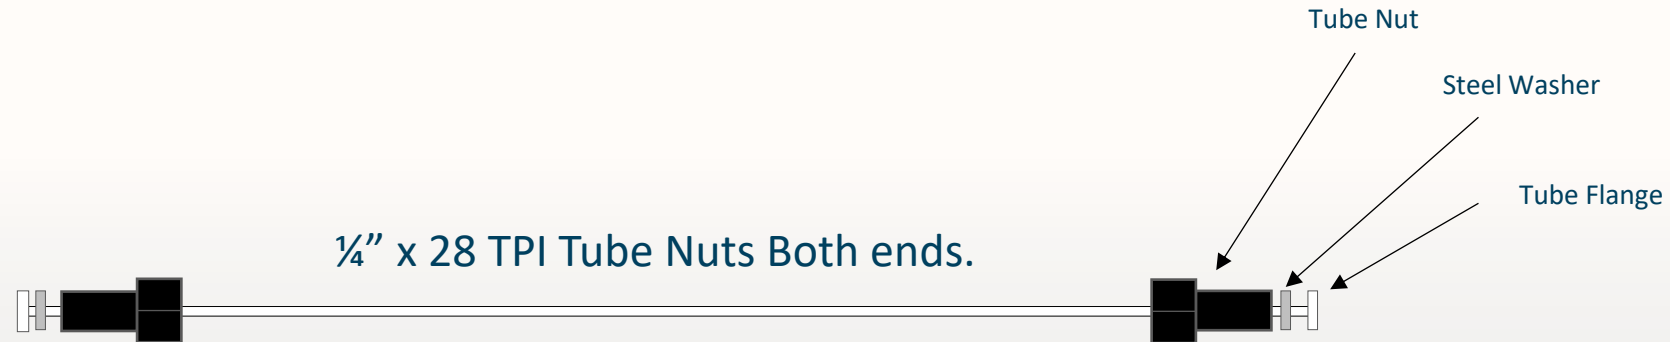 Tube Nut
Steel Washer
Tube Flange
¼” x 28 TPI Tube Nuts Both ends.